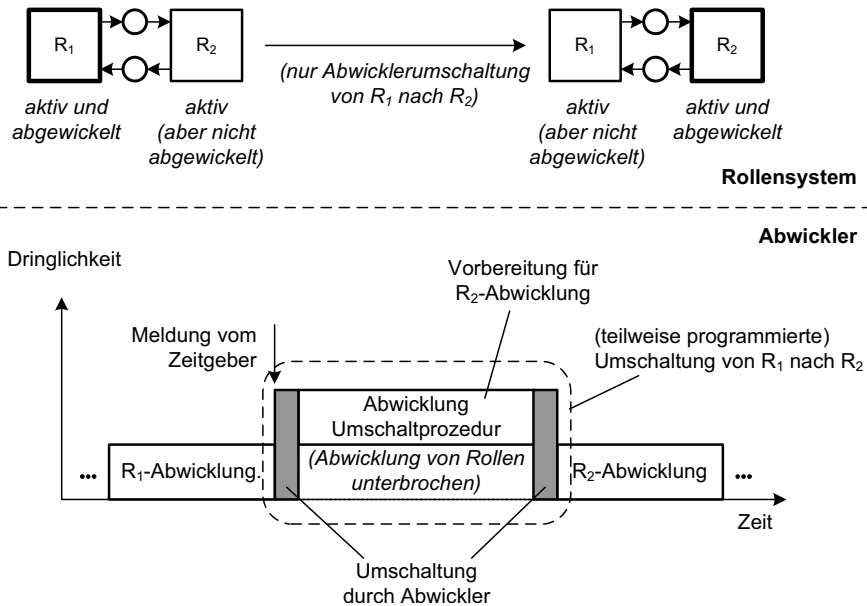 R1
R2
aktiv und
abgewickelt
aktiv
(aber nicht
abgewickelt)
(nur Abwicklerumschaltung
von R1 nach R2)
R1
R2
aktiv
(aber nicht
abgewickelt)
aktiv und
abgewickelt
Rollensystem
Abwickler
Dringlichkeit
Vorbereitung für
R2-Abwicklung
Meldung vom
Zeitgeber
(teilweise programmierte)
Umschaltung von R1 nach R2
Abwicklung
Umschaltprozedur
... R1-Abwicklung.
(Abwicklung von Rollen
unterbrochen)
R2-Abwicklung ...
Zeit
Umschaltung
durch Abwickler